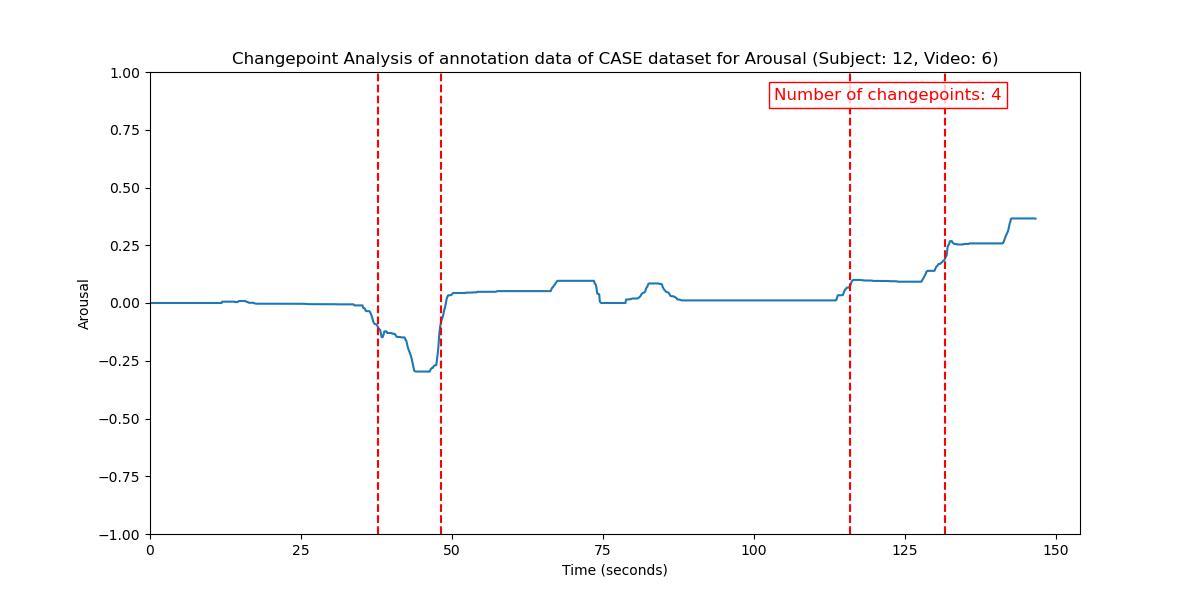 Changepoint Analysis of annotation data of CASE dataset for Arousal (Subject: 12, Video: 6)
Number of changepoints: 4
1.00
0.75
0.50
0.25
0.00
−0.25
−0.50
−0.75
−1.00
Arousal
0 25 50 75 100 125 150
Time (seconds)